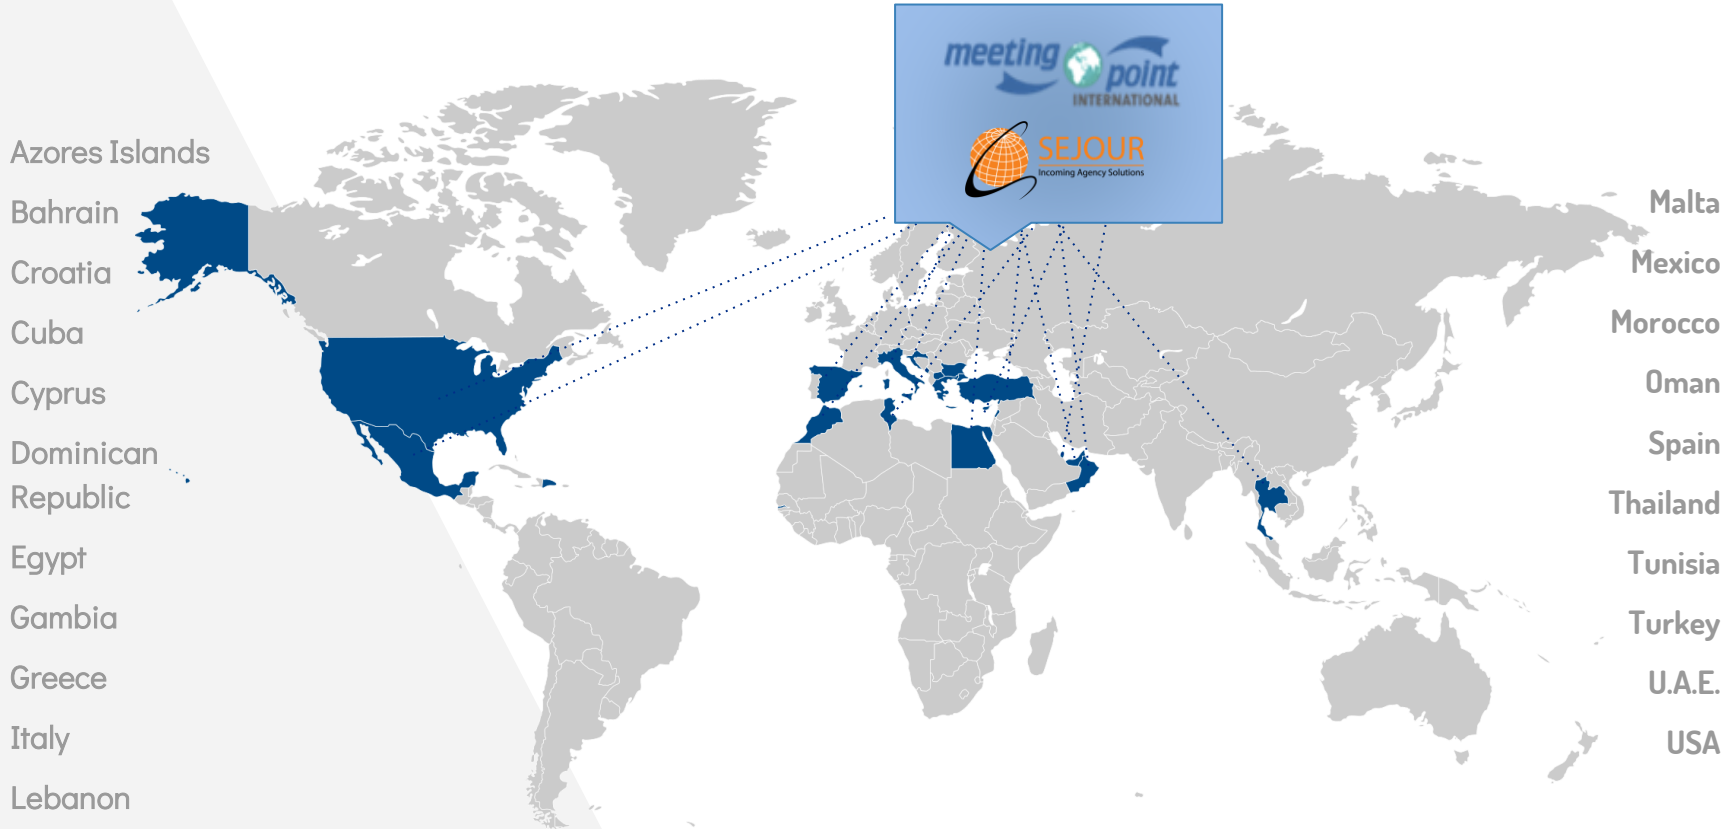 meeting point
INTERNATIONAL
SEJOUR
Incoming Agency Solutions
Azores Islands
Bahrain
Croatia
Cuba
Cyprus
Dominican
Republic
Egypt
Gambia
Greece
Italy
Lebanon
Malta
Mexico
Morocco
Oman
Spain
Thailand
Tunisia
Turkey
U.A.E.
USA